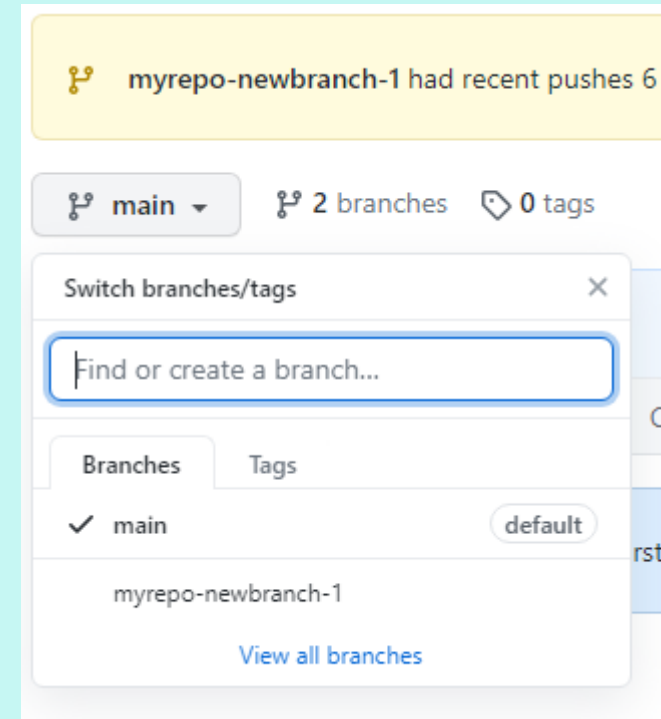 myrepo-newbranch-1 had recent pushes 6
main 2 branches 0 tags
Switch branches/tags
Find or create a branch...
Branches Tags
main default
rst
myrepo-newbranch-1
View all branches